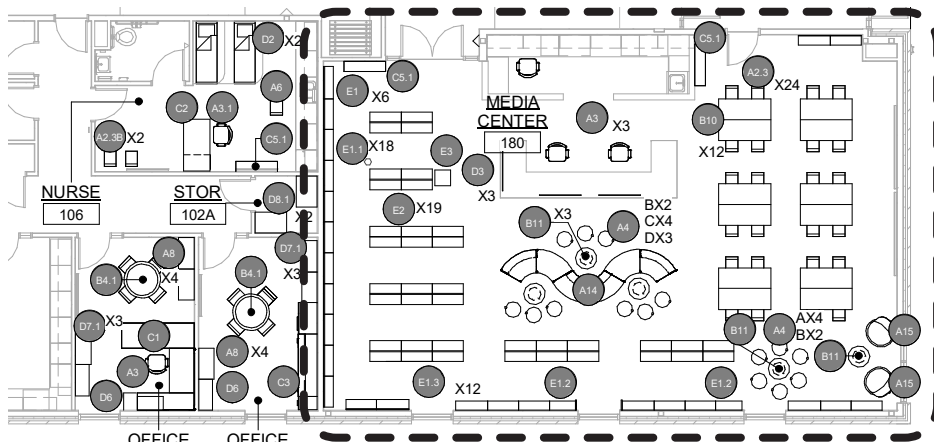 D2
X2
C5.1
C5.1
E1
X6
A2.3
X24
A6
C2
A3.1
MEDIA
CENTER
180
A3
X3
B10
X12
A2.3B
X2
C5.1
E1.1
X18
E3
D3
X3
NURSE
106
STOR
102A
D8.1
X2
E2
X19
B11
X3
A4
BX2
CX4
DX3
D7.1
X3
A8
X4
B4.1
B4.1
A14
D7.1
X3
C1
A3
A8
X4
B11
A4
AX4
BX2
A15
B11
D6
D6
C3
E1.3
X12
E1.2
E1.2
A15
OFFICE
OFFICE